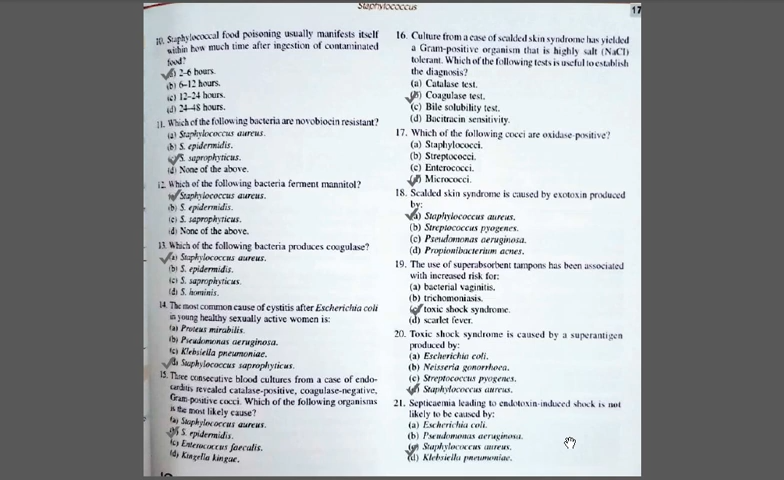 Staphylococcus
17
10. Staphylococcal food poisoning usually manifests itself
within how much time after ingestion of contaminated
food?
(a) 2–6 hours.
(b) 6–12 hours.
(c) 12–24 hours.
(d) 24–48 hours.
11. Which of the following bacteria are novobiocin resistant?
(a) Staphylococcus aureus.
(b) S. epidermidis.
(c) S. saprophyticus.
(d) None of the above.
12. Which of the following bacteria ferment mannitol?
(a) Staphylococcus aureus.
(b) S. epidermidis.
(c) S. saprophyticus.
(d) None of the above.
13. Which of the following bacteria produces coagulase?
(a) Staphylococcus aureus.
(b) S. epidermidis.
(c) S. saprophyticus.
(d) S. hominis.
14. The most common cause of cystitis after Escherichia coli
in young healthy sexually active women is:
(a) Proteus mirabilis.
(b) Pseudomonas aeruginosa.
(c) Klebsiella pneumoniae.
(d) Staphylococcus saprophyticus.
15. Three consecutive blood cultures from a case of endo-
carditis revealed catalase-positive, coagulase-negative,
Gram-positive cocci. Which of the following organisms
is the most likely cause?
(a) Staphylococcus aureus.
(b) S. epidermidis.
(c) Enterococcus faecalis.
(d) Kingella kingae.
16. Culture from a case of scalded skin syndrome has yielded
a Gram-positive organism that is highly salt (NaCl)
tolerant. Which of the following tests is useful to establish
the diagnosis?
(a) Catalase test.
(b) Coagulase test.
(c) Bile solubility test.
(d) Bacitracin sensitivity.
17. Which of the following cocci are oxidase-positive?
(a) Staphylococci.
(b) Streptococci.
(c) Enterococci.
(d) Micrococci.
18. Scalded skin syndrome is caused by exotoxin produced
by:
(a) Staphylococcus aureus.
(b) Streptococcus pyogenes.
(c) Pseudomonas aeruginosa.
(d) Propionibacterium acnes.
19. The use of superabsorbent tampons has been associated
with increased risk for:
(a) bacterial vaginitis.
(b) trichomoniasis.
(c) toxic shock syndrome.
(d) scarlet fever.
20. Toxic shock syndrome is caused by a superantigen
produced by:
(a) Escherichia coli.
(b) Neisseria gonorrhoea.
(c) Streptococcus pyogenes.
(d) Staphylococcus aureus.
21. Septicaemia leading to endotoxin-induced shock is not
likely to be caused by:
(a) Escherichia coli.
(b) Pseudomonas aeruginosa.
(c) Staphylococcus aureus.
(d) Klebsiella pneumoniae.